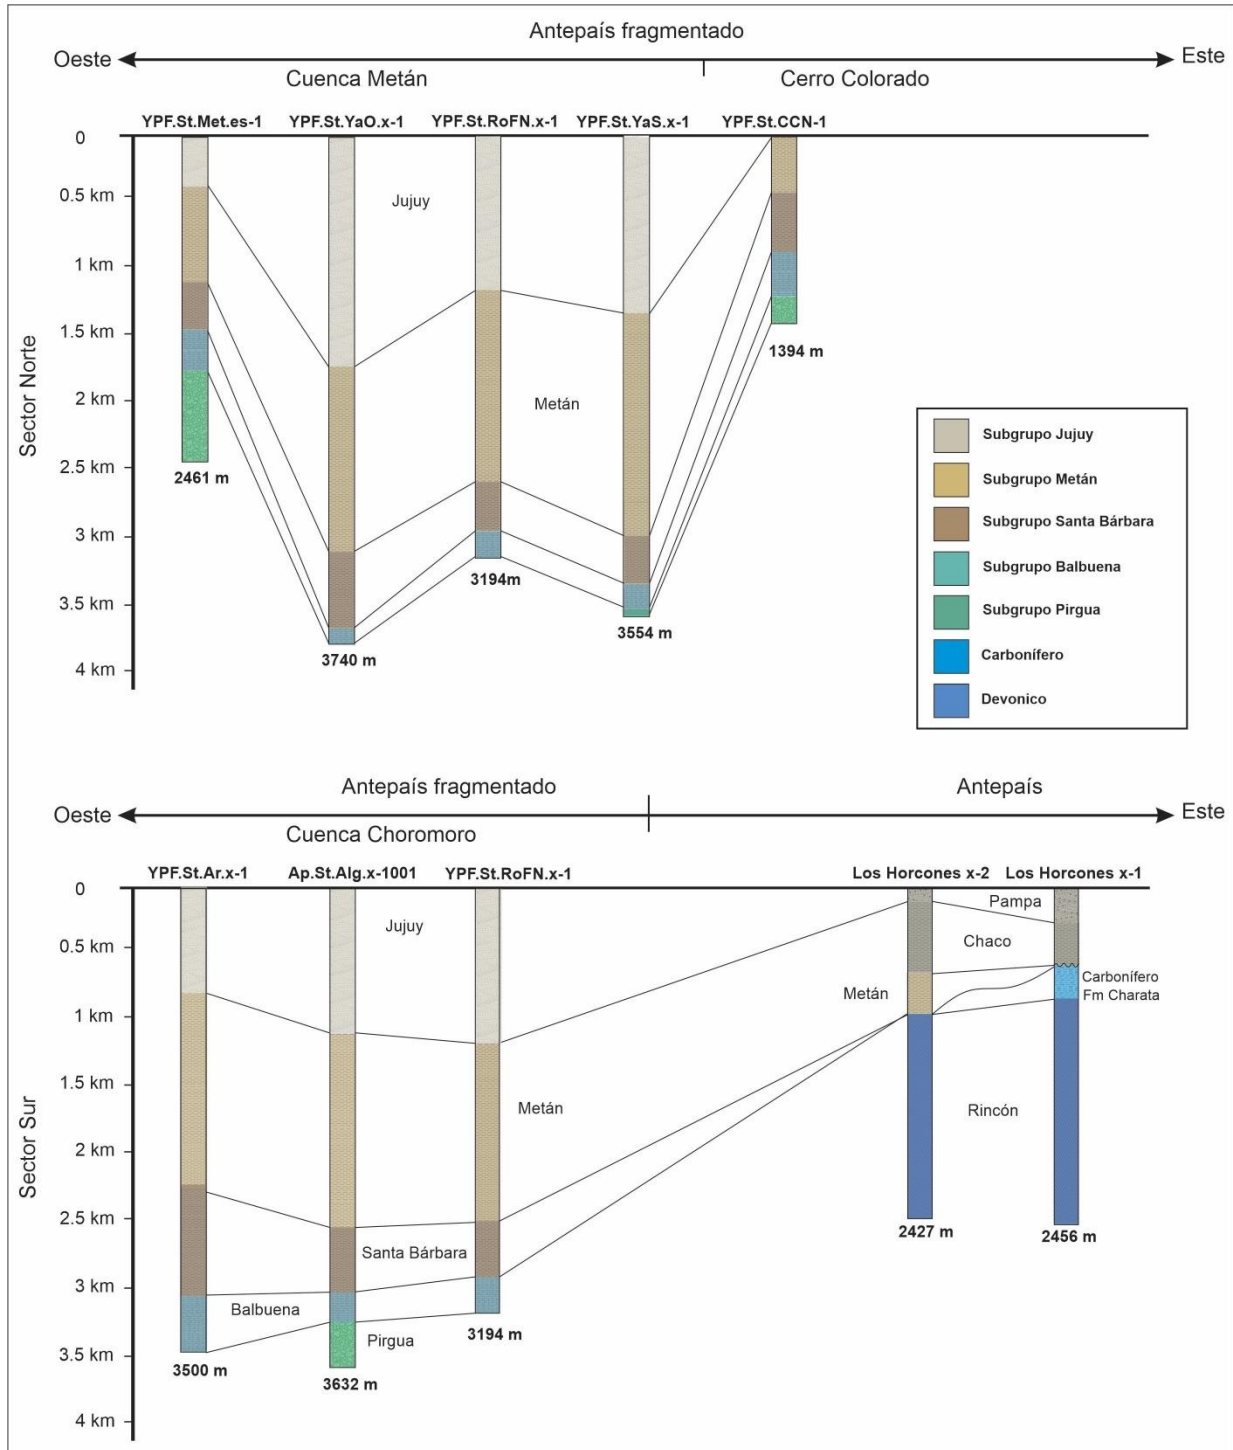 Antepaís fragmentado
Oeste
Este
Cuenca Metán
Cerro Colorado
YPF.St.Met.es-1
YPF.St.YaO.x-1
YPF.St.RoFN.x-1
YPF.St.YaS.x-1
YPF.St.CCN-1
Sector Norte
0
0.5 km
1 km
1.5 km
2 km
2.5 km
3 km
3.5 km
4 km
Jujuy
Metán
2461 m
3740 m
3194m
3554 m
1394 m
Subgrupo Jujuy
Subgrupo Metán
Subgrupo Santa Bárbara
Subgrupo Balbuena
Subgrupo Pirgua
Carbonífero
Devonico
Antepaís fragmentado
Antepaís
Oeste
Este
Cuenca Choromoro
YPF.St.Ar.x-1
Ap.St.Alg.x-1001
YPF.St.RoFN.x-1
Los Horcones x-2
Los Horcones x-1
Sector Sur
0
0.5 km
1 km
1.5 km
2 km
2.5 km
3 km
3.5 km
4 km
Jujuy
Pampa
Chaco
Metán
Carbonífero
Fm Charata
Metán
Rincón
Santa Bárbara
Balbuena
Pirgua
3500 m
3632 m
3194 m
2427 m
2456 m